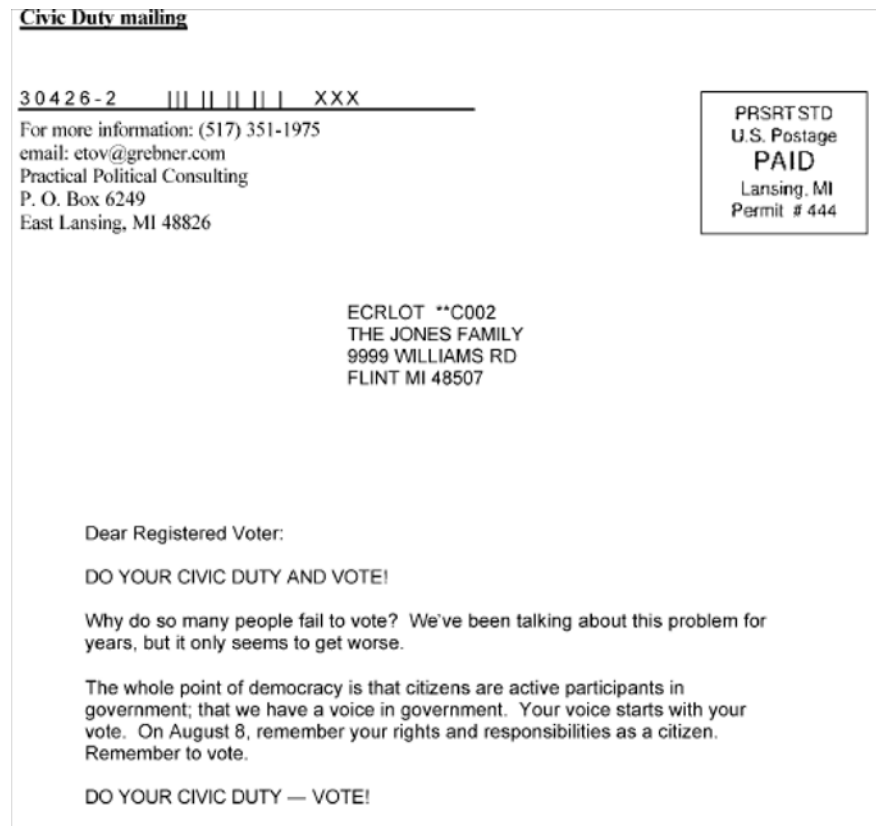 Civic Duty mailing
30426-2 ||| || || || | XXX
For more information: (517) 351-1975
email: etov@grebner.com
Practical Political Consulting
P. O. Box 6249
East Lansing, MI 48826
PRSRT STD
U.S. Postage
PAID
Lansing, MI
Permit # 444
ECRLOT **C002
THE JONES FAMILY
9999 WILLIAMS RD
FLINT MI 48507
Dear Registered Voter:
DO YOUR CIVIC DUTY AND VOTE!
Why do so many people fail to vote? We've been talking about this problem for
years, but it only seems to get worse.
The whole point of democracy is that citizens are active participants in
government; that we have a voice in government. Your voice starts with your
vote. On August 8, remember your rights and responsibilities as a citizen.
Remember to vote.
DO YOUR CIVIC DUTY — VOTE!